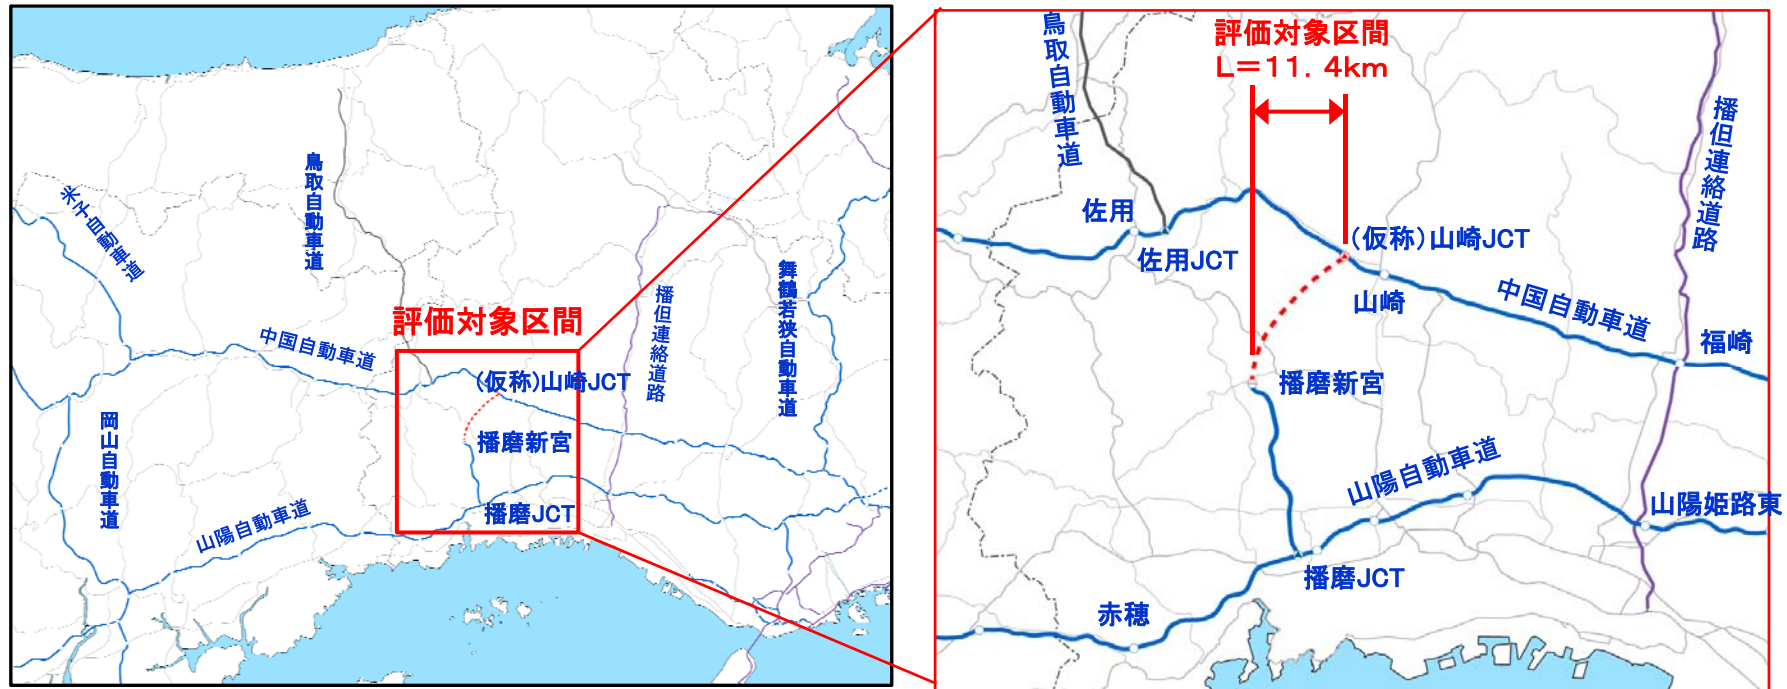 米子自動車道
鳥取自動車道
中国自動車道
評価対象区間
(仮称)山崎JCT
播磨新宮
播磨JCT
播但連絡道路
舞鶴若狭自動車道
岡山自動車道
山陽自動車道
評価対象区間
L=11.4km
鳥取自動車道
播但連絡道路
佐用
佐用JCT
(仮称)山崎JCT
山崎
中国自動車道
福崎
播磨新宮
山陽自動車道
山陽姫路東
播磨JCT
赤穂